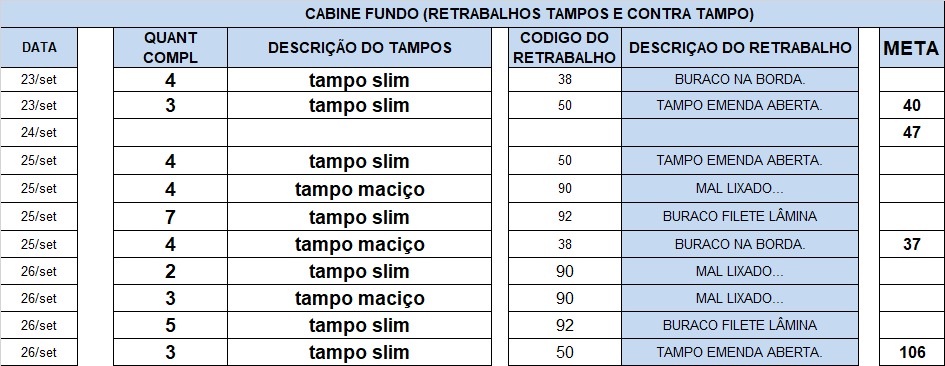 CABINE FUNDO (RETRABALHOS TAMPOS E CONTRA TAMPO)
DATA QUANT COMPL DESCRIÇÃO DO TAMPOS CODIGO DO RETRABALHO DESCRIÇAO DO RETRABALHO META
23/set 4 tampo slim 38 BURACO NA BORDA.
23/set 3 tampo slim 50 TAMPO EMENDA ABERTA. 40
24/set 47
25/set 4 tampo slim 50 TAMPO EMENDA ABERTA.
25/set 4 tampo maciço 90 MAL LIXADO...
25/set 7 tampo slim 92 BURACO FILETE LÂMINA
25/set 4 tampo maciço 38 BURACO NA BORDA. 37
26/set 2 tampo slim 90 MAL LIXADO...
26/set 3 tampo maciço 90 MAL LIXADO...
26/set 5 tampo slim 92 BURACO FILETE LÂMINA
26/set 3 tampo slim 50 TAMPO EMENDA ABERTA. 106